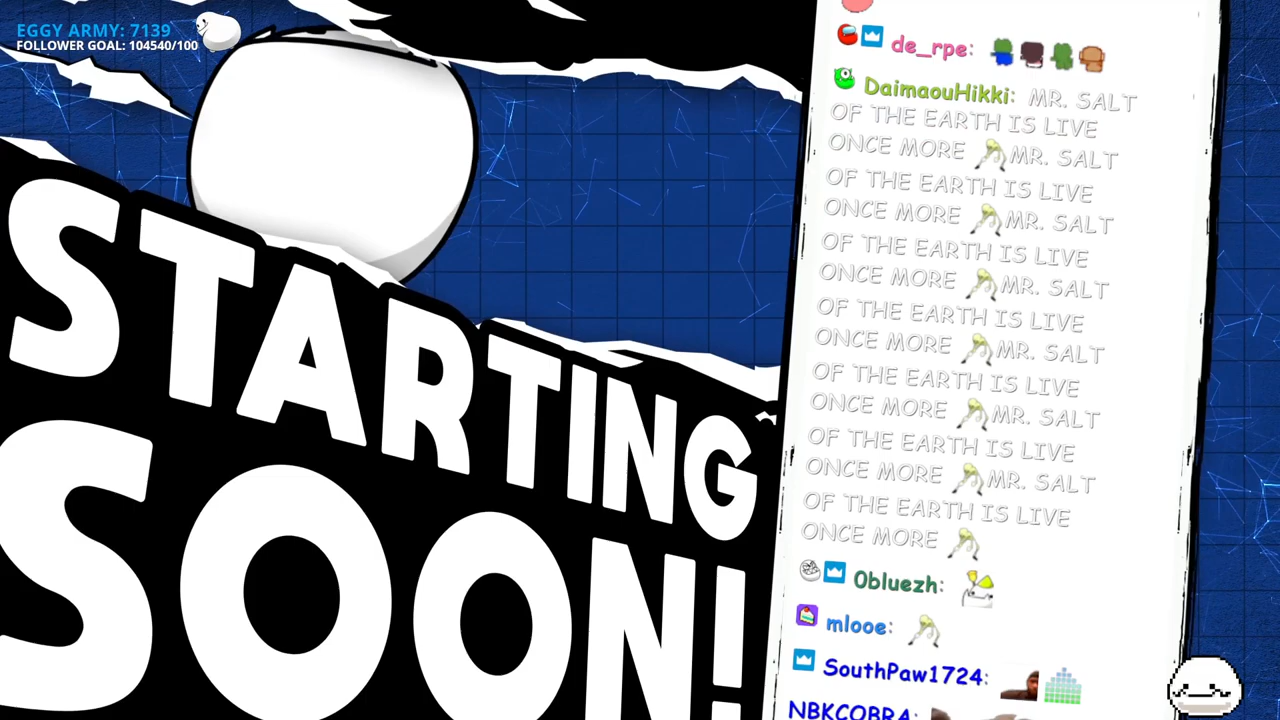 EGGY ARMY: 7139
FOLLOWER GOAL: 104540/100
STARTING
SOON!
de_rpe:
DaimaouHikki: MR. SALT
OF THE EARTH IS LIVE
ONCE MORE MR. SALT
OF THE EARTH IS LIVE
ONCE MORE MR. SALT
OF THE EARTH IS LIVE
ONCE MORE MR. SALT
OF THE EARTH IS LIVE
ONCE MORE MR. SALT
OF THE EARTH IS LIVE
ONCE MORE MR. SALT
OF THE EARTH IS LIVE
ONCE MORE MR. SALT
OF THE EARTH IS LIVE
ONCE MORE
0bluezh:
mlooe:
SouthPaw1724:
NBKCOBRA: